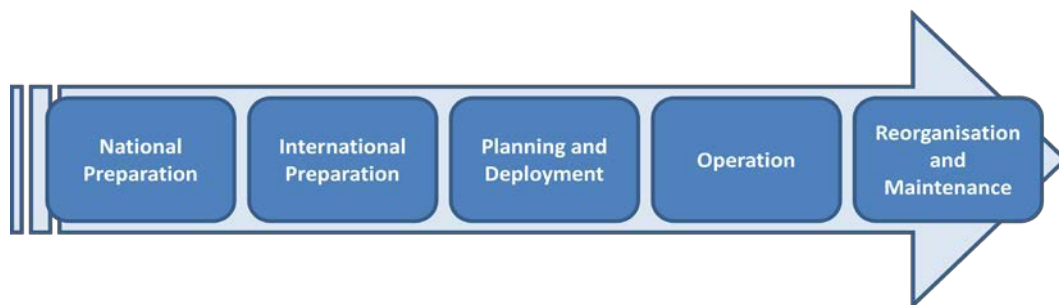 National
Preparation
International
Preparation
Planning and
Deployment
Operation
Reorganisation
and
Maintenance